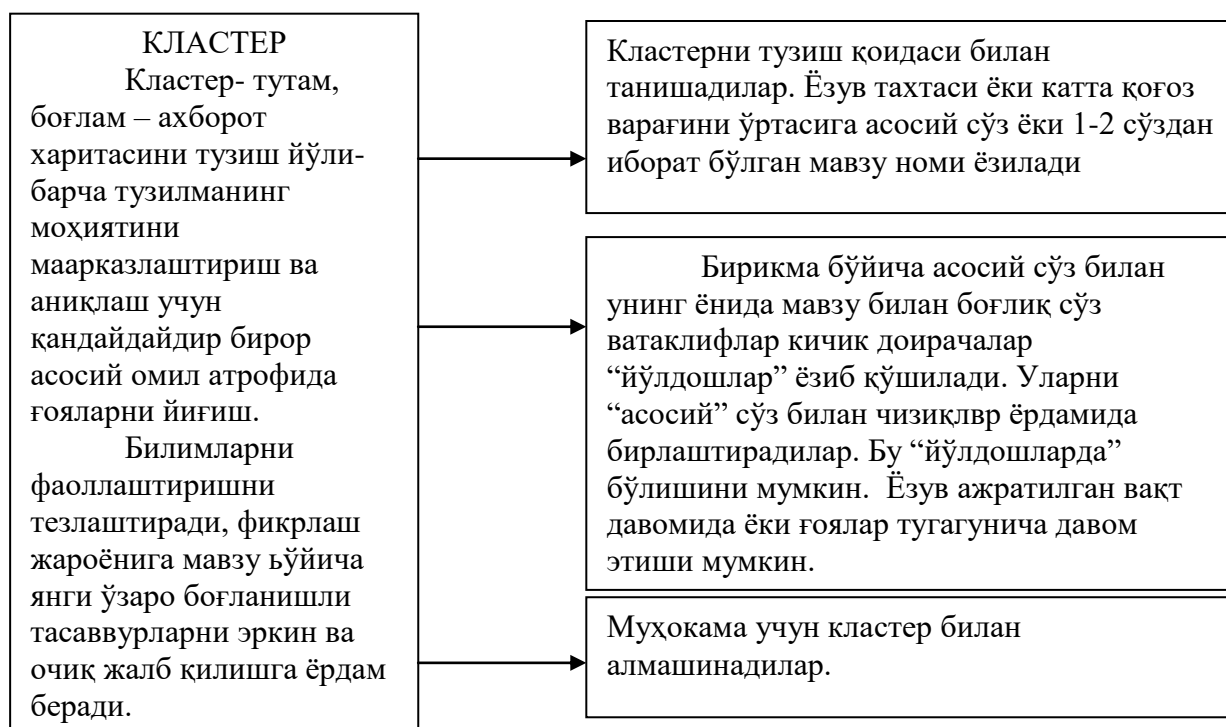 КЛАСТЕР
Кластер- тутам,
боғлам – ахборот
харитасини тузиш йўли-
барча тузилманинг
моҳиятини
маарказлаштириш ва
аниқлаш учун
қандайдайдир бирор
асосий омил атрофида
ғояларни йиғиш.
Билимларни
фаоллаштиришни
тезлаштиради, фикрлаш
жароёнига мавзу ьўйича
янги ўзаро боғланишли
тасаввурларни эркин ва
очиқ жалб қилишга ёрдам
беради.
Кластерни тузиш қоидаси билан
танишадилар. Ёзув тахтаси ёки катта қоғоз
варағини ўртасига асосий сўз ёки 1-2 сўздан
иборат бўлган мавзу номи ёзилади
Бирикма бўйича асосий сўз билан
унинг ёнида мавзу билан боғлиқ сўз
ватаклифлар кичик доирачалар
“йўлдошлар” ёзиб қўшилади. Уларни
“асосий” сўз билан чизиқлвр ёрдамида
бирлаштирадилар. Бу “йўлдошларда”
бўлишини мумкин. Ёзув ажратилган вақт
давомида ёки ғоялар тугагунича давом
этиши мумкин.
Муҳокама учун кластер билан
алмашинадилар.